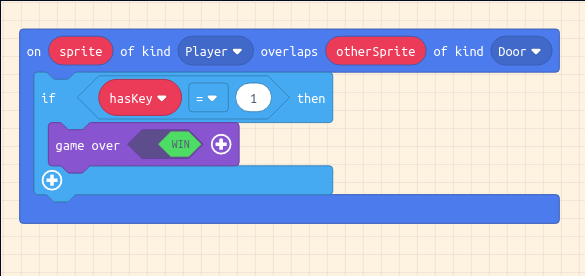 on sprite of kind Player overlaps otherSprite of kind Door
if hasKey = 1 then
game over WIN